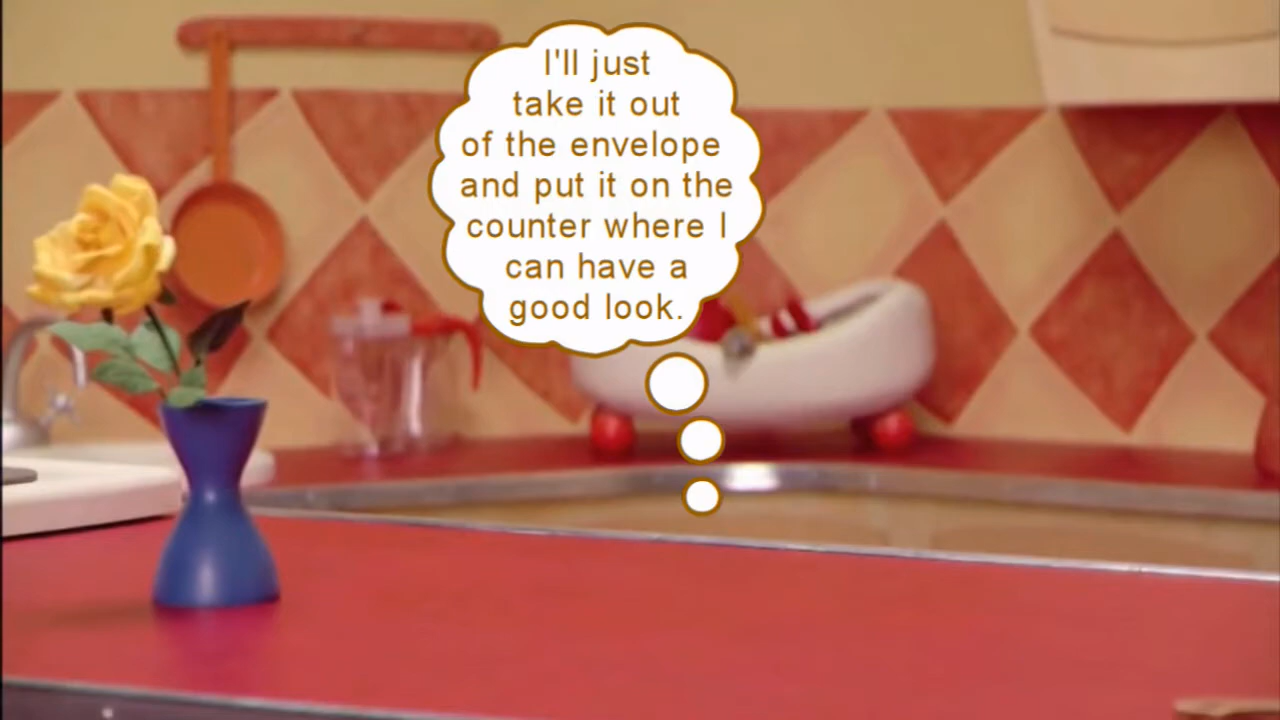 I'll just
take it out
of the envelope
and put it on the
counter where I
can have a
good look.